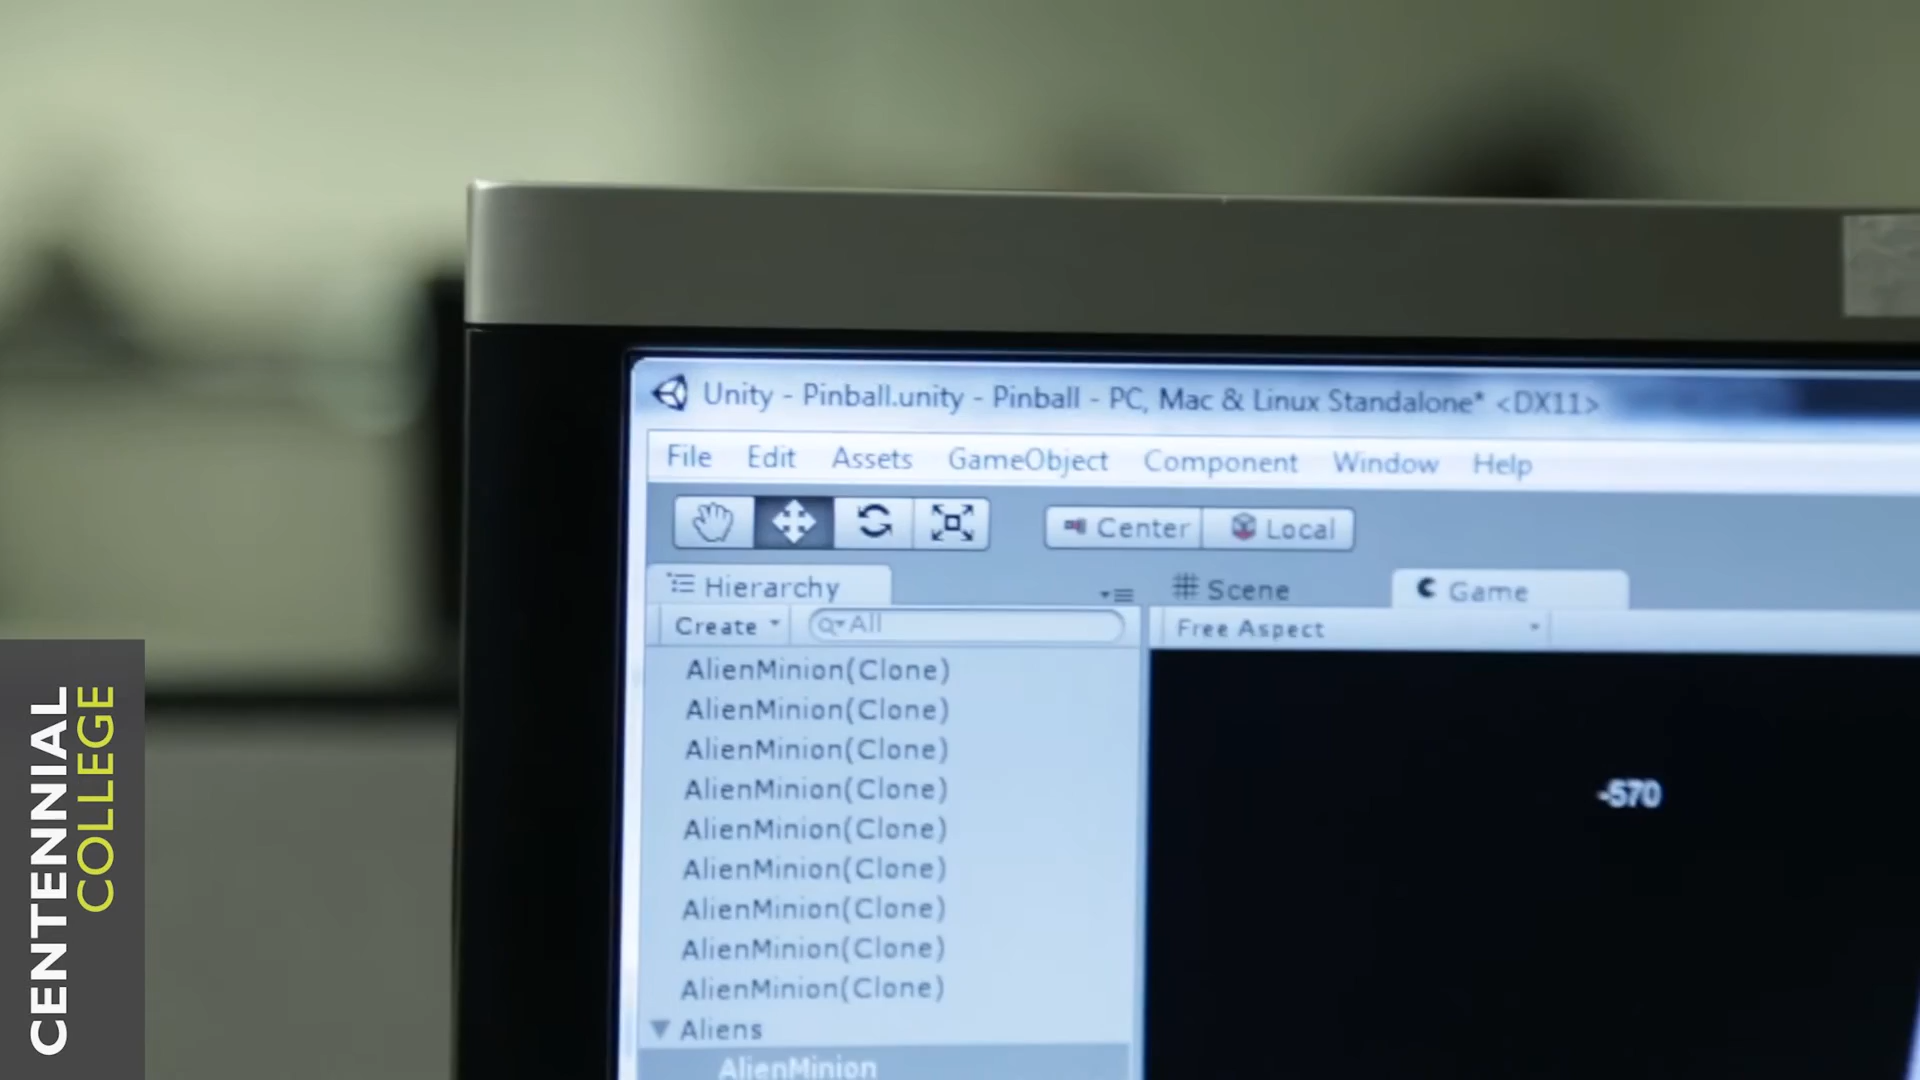 Unity - Pinball.unity - Pinball - PC, Mac & Linux Standalone* <DX11>
File Edit Assets GameObject Component Window Help
Center Local
Hierarchy Scene Game
Create All Free Aspect
AlienMinion(Clone)
AlienMinion(Clone)
AlienMinion(Clone)
AlienMinion(Clone)
AlienMinion(Clone)
AlienMinion(Clone)
AlienMinion(Clone)
AlienMinion(Clone)
AlienMinion(Clone)
Aliens
AlienMinion
-570
CENTENNIAL
COLLEGE